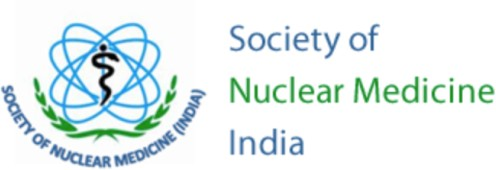 SOCIETY OF NUCLEAR MEDICINE (INDIA)
Society of
Nuclear Medicine
India